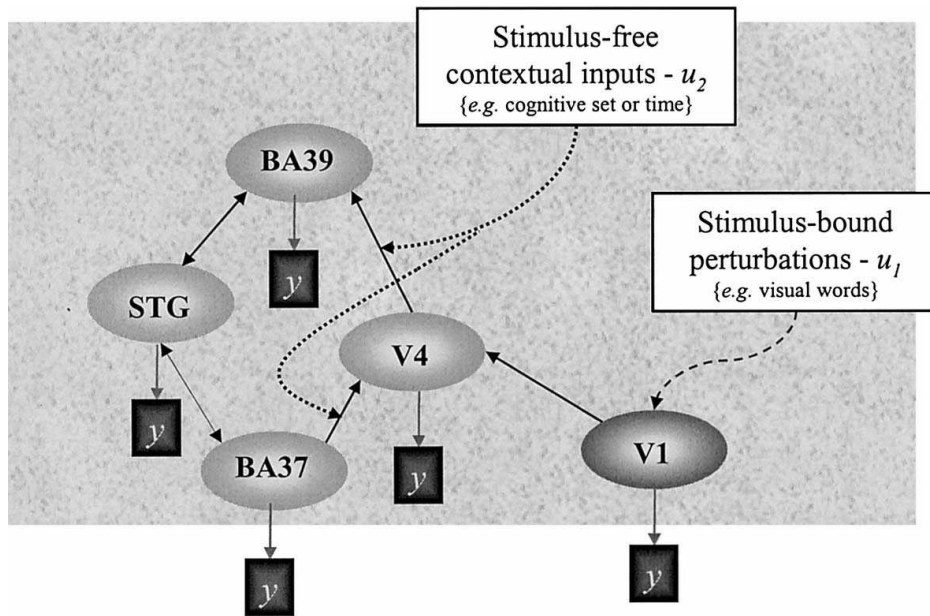 Stimulus-free
contextual inputs - u2
{e.g. cognitive set or time}
BA39
Stimulus-bound
perturbations - u1
{e.g. visual words}
y
STG
V4
y
BA37
V1
y
y
y